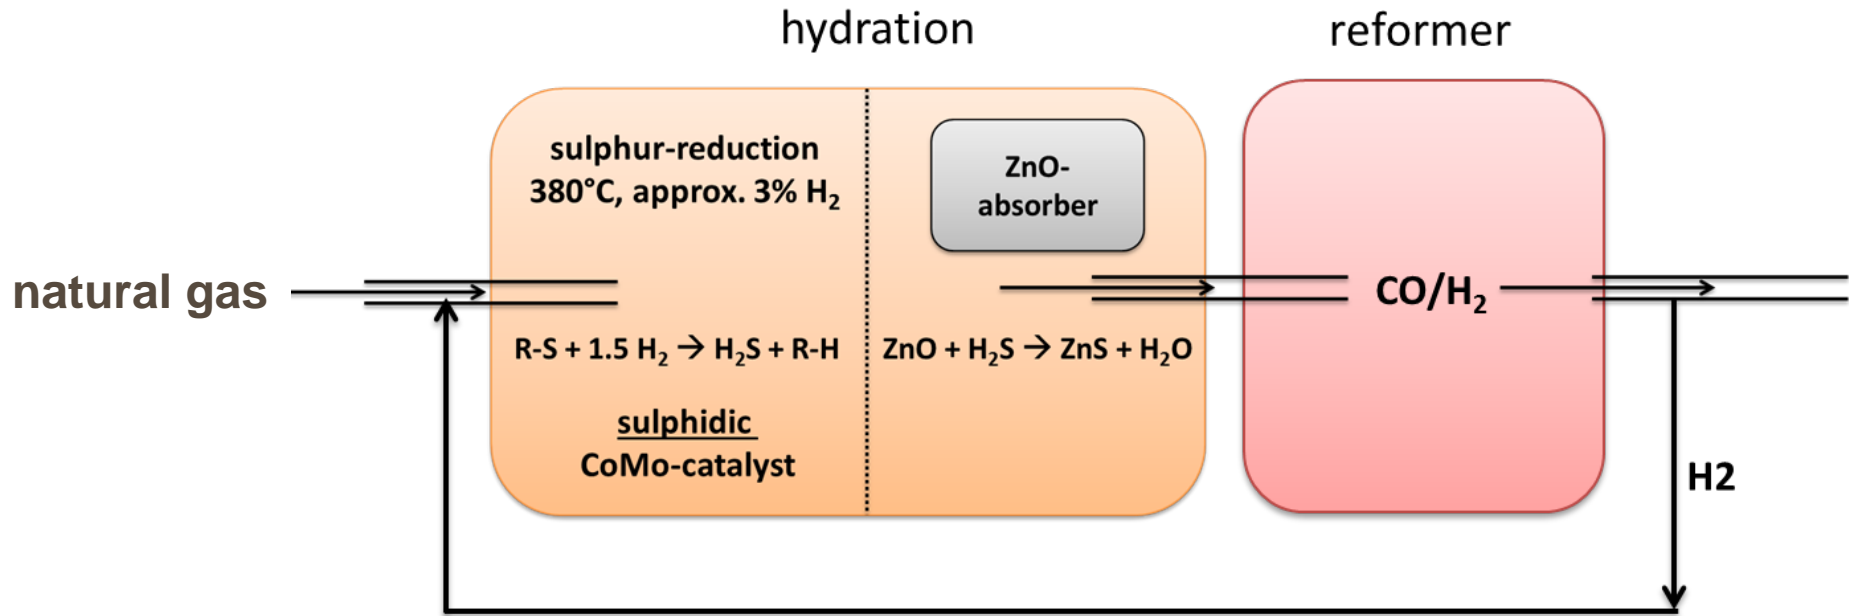 hydration
reformer
sulphur-reduction
380°C, approx. 3% H₂
ZnO-
absorber
natural gas
CO/H₂
R-S + 1.5 H₂ → H₂S + R-H
ZnO + H₂S → ZnS + H₂O
sulphidic
CoMo-catalyst
H2